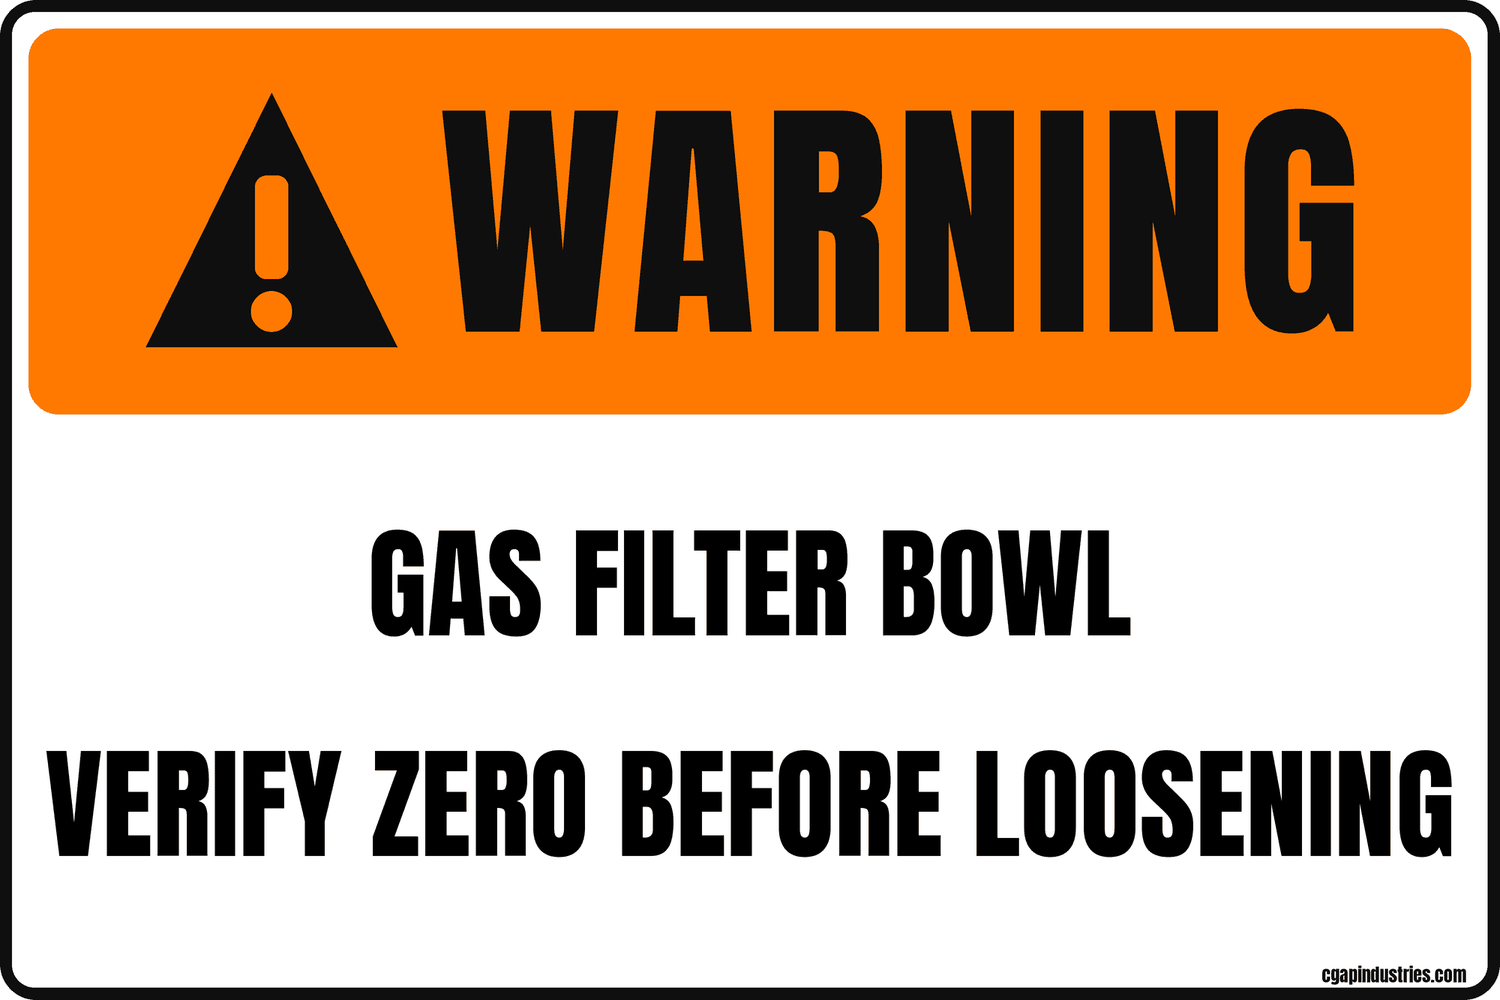 WARNING
GAS FILTER BOWL
VERIFY ZERO BEFORE LOOSENING
cgapindustries.com